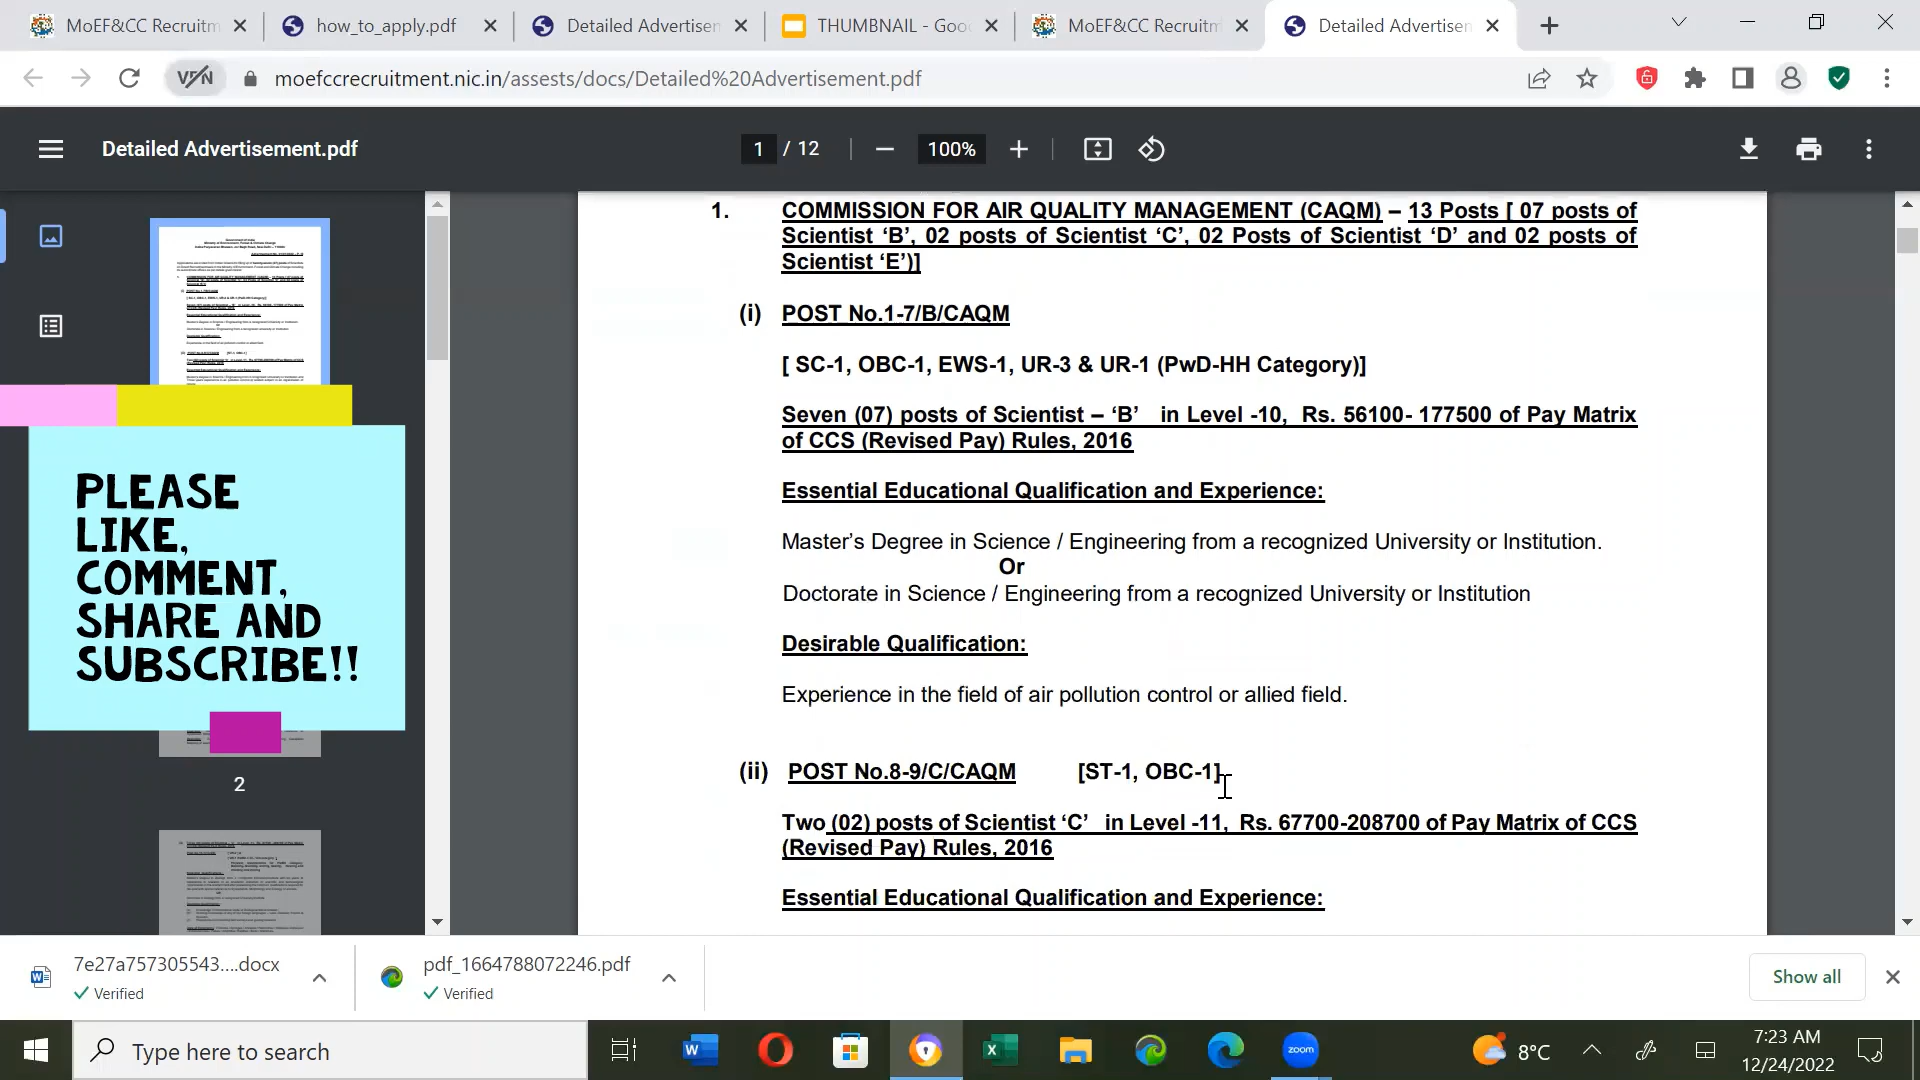 MoEF&CC Recruitm
how_to_apply.pdf
Detailed Advertisen
THUMBNAIL - Goo
MoEF&CC Recruitm
Detailed Advertisen
VPN
moefccrecruitment.nic.in/assests/docs/Detailed%20Advertisement.pdf
Detailed Advertisement.pdf
1 / 12
100%
1. COMMISSION FOR AIR QUALITY MANAGEMENT (CAQM) – 13 Posts [ 07 posts of
Scientist ‘B’, 02 posts of Scientist ‘C’, 02 Posts of Scientist ‘D’ and 02 posts of
Scientist ‘E’)]
(i) POST No.1-7/B/CAQM
[ SC-1, OBC-1, EWS-1, UR-3 & UR-1 (PwD-HH Category)]
Seven (07) posts of Scientist – ‘B’ in Level -10, Rs. 56100- 177500 of Pay Matrix
of CCS (Revised Pay) Rules, 2016
Essential Educational Qualification and Experience:
Master’s Degree in Science / Engineering from a recognized University or Institution.
Or
Doctorate in Science / Engineering from a recognized University or Institution
Desirable Qualification:
Experience in the field of air pollution control or allied field.
(ii) POST No.8-9/C/CAQM [ST-1, OBC-1]
Two (02) posts of Scientist ‘C’ in Level -11, Rs. 67700-208700 of Pay Matrix of CCS
(Revised Pay) Rules, 2016
Essential Educational Qualification and Experience:
PLEASE
LIKE,
COMMENT,
SHARE AND
SUBSCRIBE!!
2
7e27a757305543....docx
Verified
pdf_1664788072246.pdf
Verified
Show all
Type here to search
zoom
8°C
7:23 AM
12/24/2022